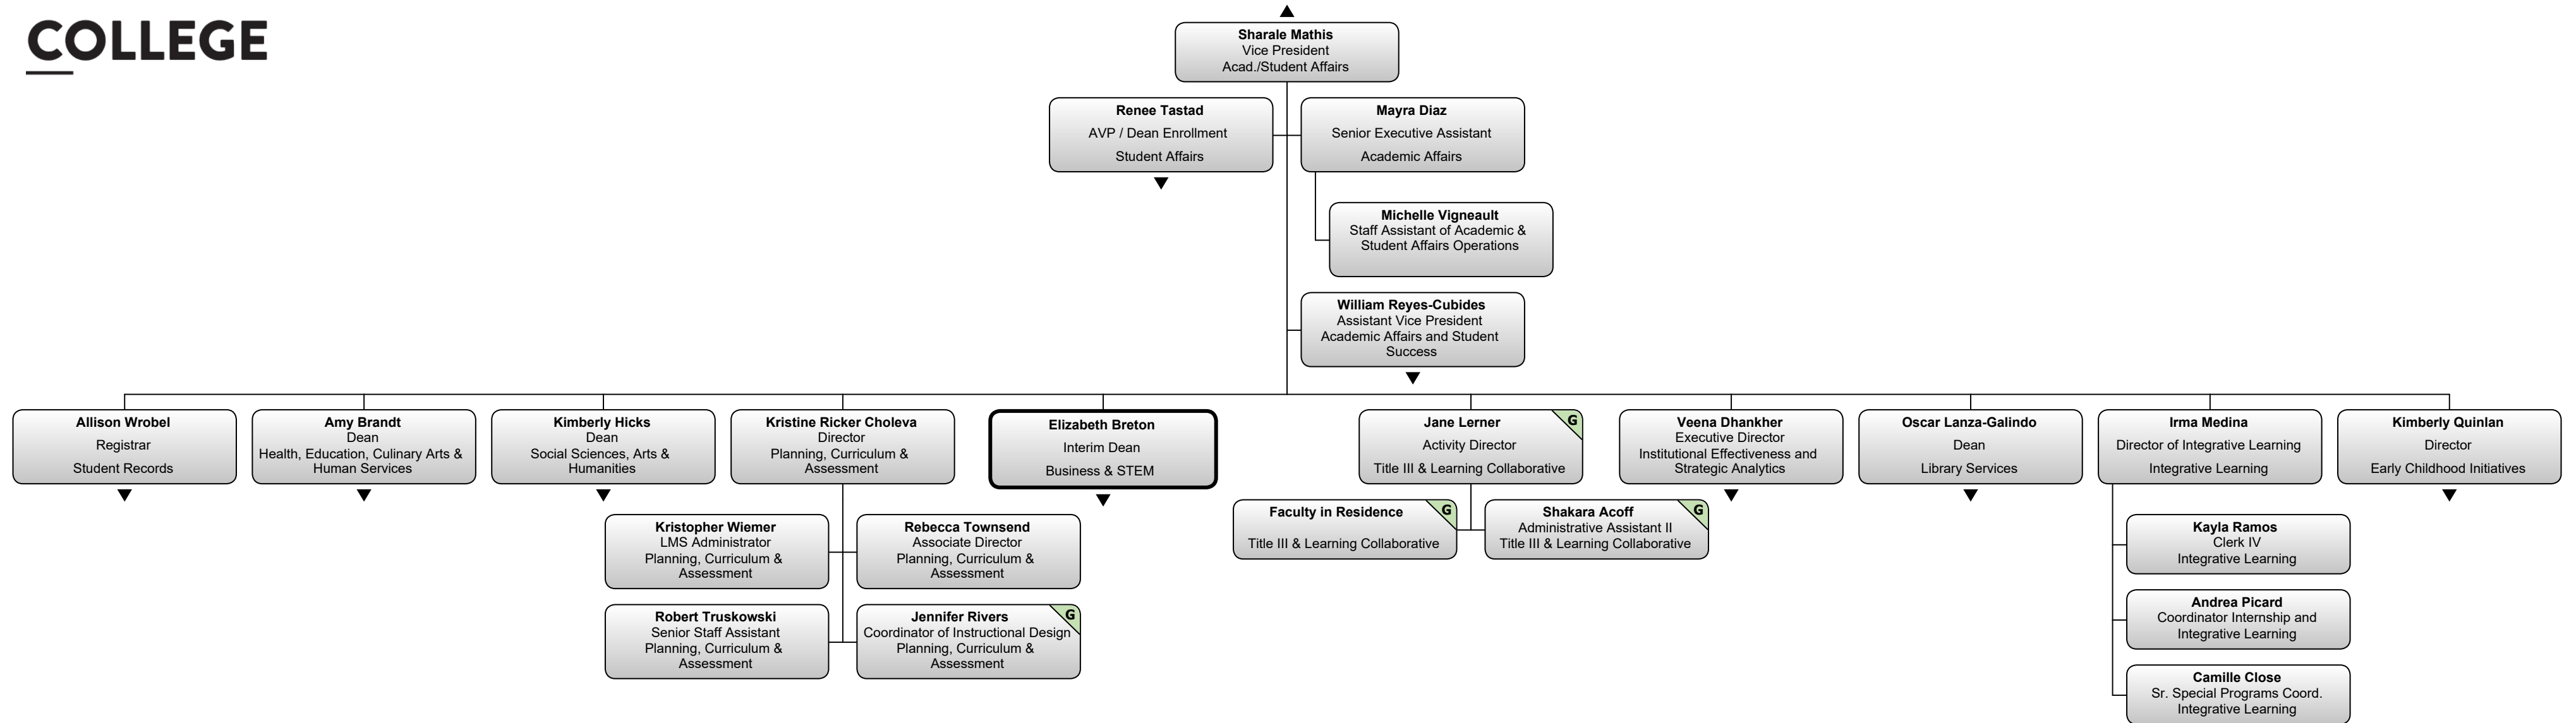 COLLEGE
Sharale Mathis
Vice President
Acad./Student Affairs
Renee Tastad
AVP / Dean Enrollment
Student Affairs
Mayra Diaz
Senior Executive Assistant
Academic Affairs
Michelle Vigneault
Staff Assistant of Academic &
Student Affairs Operations
William Reyes-Cubides
Assistant Vice President
Academic Affairs and Student
Success
Allison Wrobel
Registrar
Student Records
Amy Brandt
Dean
Health, Education, Culinary Arts &
Human Services
Kimberly Hicks
Dean
Social Sciences, Arts &
Humanities
Kristine Ricker Choleva
Director
Planning, Curriculum &
Assessment
Elizabeth Breton
Interim Dean
Business & STEM
Jane Lerner
G
Activity Director
Title III & Learning Collaborative
Veena Dhankher
Executive Director
Institutional Effectiveness and
Strategic Analytics
Oscar Lanza-Galindo
Dean
Library Services
Irma Medina
Director of Integrative Learning
Integrative Learning
Kimberly Quinlan
Director
Early Childhood Initiatives
Kristopher Wiemer
LMS Administrator
Planning, Curriculum &
Assessment
Rebecca Townsend
Associate Director
Planning, Curriculum &
Assessment
Robert Truskowski
Senior Staff Assistant
Planning, Curriculum &
Assessment
Jennifer Rivers
G
Coordinator of Instructional Design
Planning, Curriculum &
Assessment
Faculty in Residence
G
Title III & Learning Collaborative
Shakara Acoff
G
Administrative Assistant II
Title III & Learning Collaborative
Kayla Ramos
Clerk IV
Integrative Learning
Andrea Picard
Coordinator Internship and
Integrative Learning
Camille Close
Sr. Special Programs Coord.
Integrative Learning